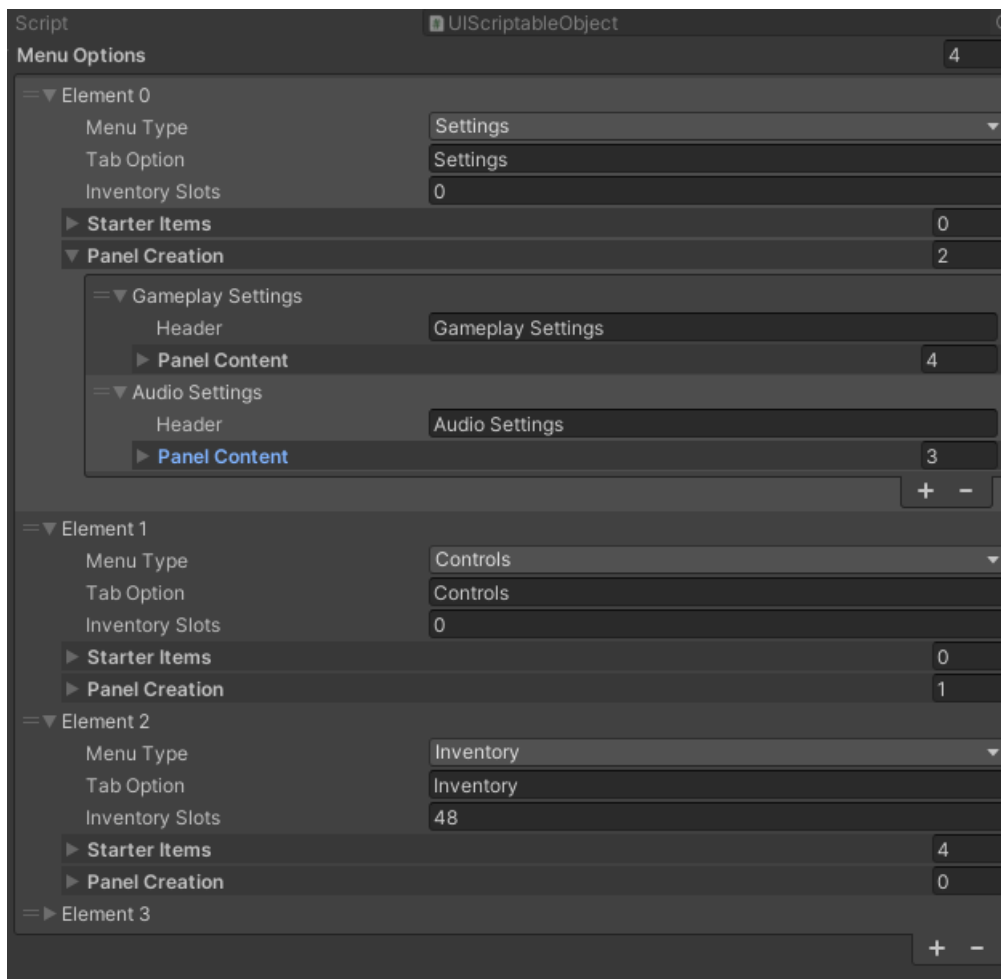 Script UIScriptableObject
Menu Options 4
Element 0
Menu Type Settings
Tab Option Settings
Inventory Slots 0
Starter Items 0
Panel Creation 2
Gameplay Settings
Header Gameplay Settings
Panel Content 4
Audio Settings
Header Audio Settings
Panel Content 3
+ -
Element 1
Menu Type Controls
Tab Option Controls
Inventory Slots 0
Starter Items 0
Panel Creation 1
Element 2
Menu Type Inventory
Tab Option Inventory
Inventory Slots 48
Starter Items 4
Panel Creation 0
Element 3
+ -